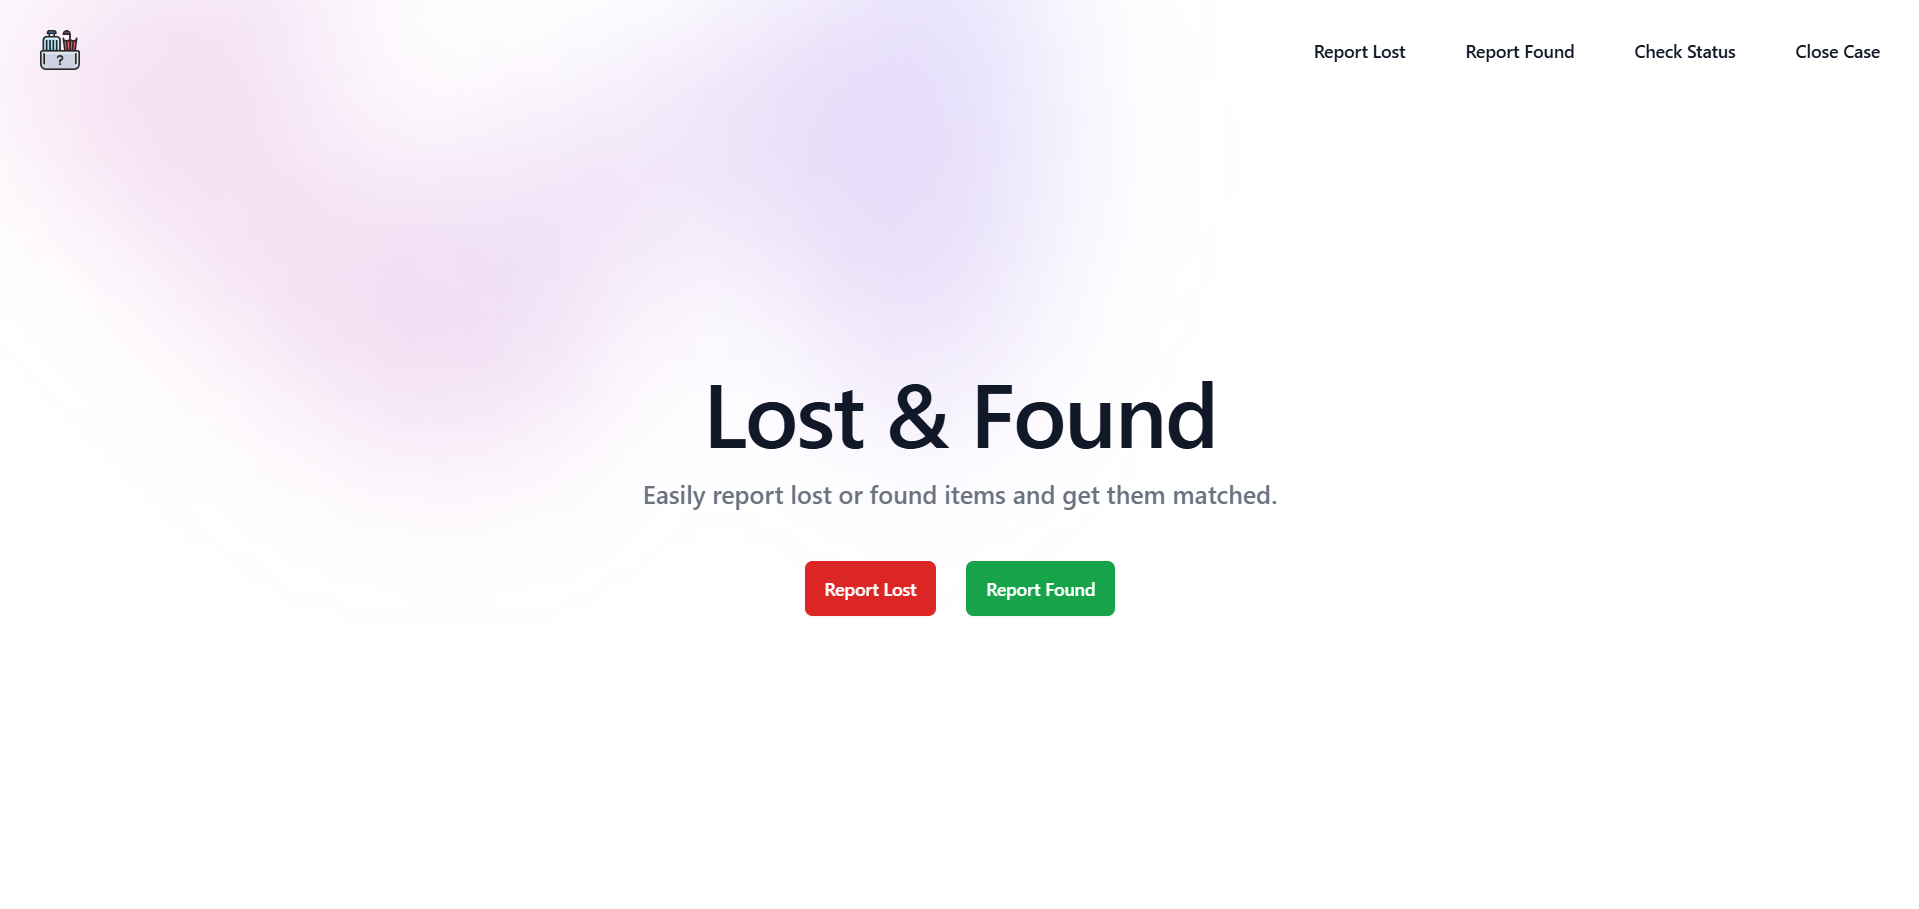 ?
Report Lost
Report Found
Check Status
Close Case
Lost & Found
Easily report lost or found items and get them matched.
Report Lost
Report Found